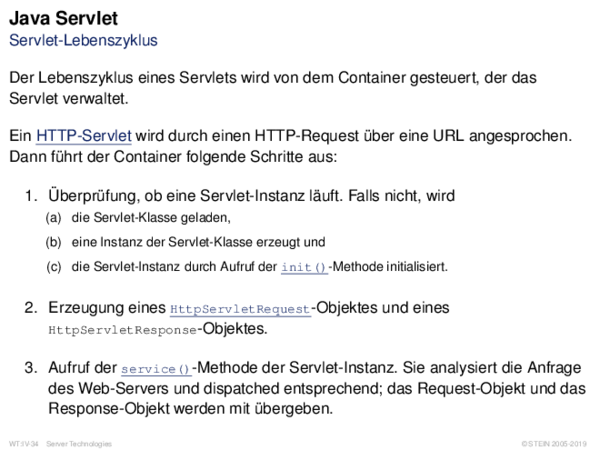 Java Servlet
Servlet-Lebenszyklus
Der Lebenszyklus eines Servlets wird von dem Container gesteuert, der das
Servlet verwaltet.
Ein HTTP-Servlet wird durch einen HTTP-Request über eine URL angesprochen.
Dann führt der Container folgende Schritte aus:
1. Überprüfung, ob eine Servlet-Instanz läuft. Falls nicht, wird
(a) die Servlet-Klasse geladen,
(b) eine Instanz der Servlet-Klasse erzeugt und
(c) die Servlet-Instanz durch Aufruf der init()-Methode initialisiert.
2. Erzeugung eines HttpServletRequest-Objektes und eines
HttpServletResponse-Objektes.
3. Aufruf der service()-Methode der Servlet-Instanz. Sie analysiert die Anfrage
des Web-Servers und dispatched entsprechend; das Request-Objekt und das
Response-Objekt werden mit übergeben.
WT:IV-34 Server Technologies © STEIN 2005-2019